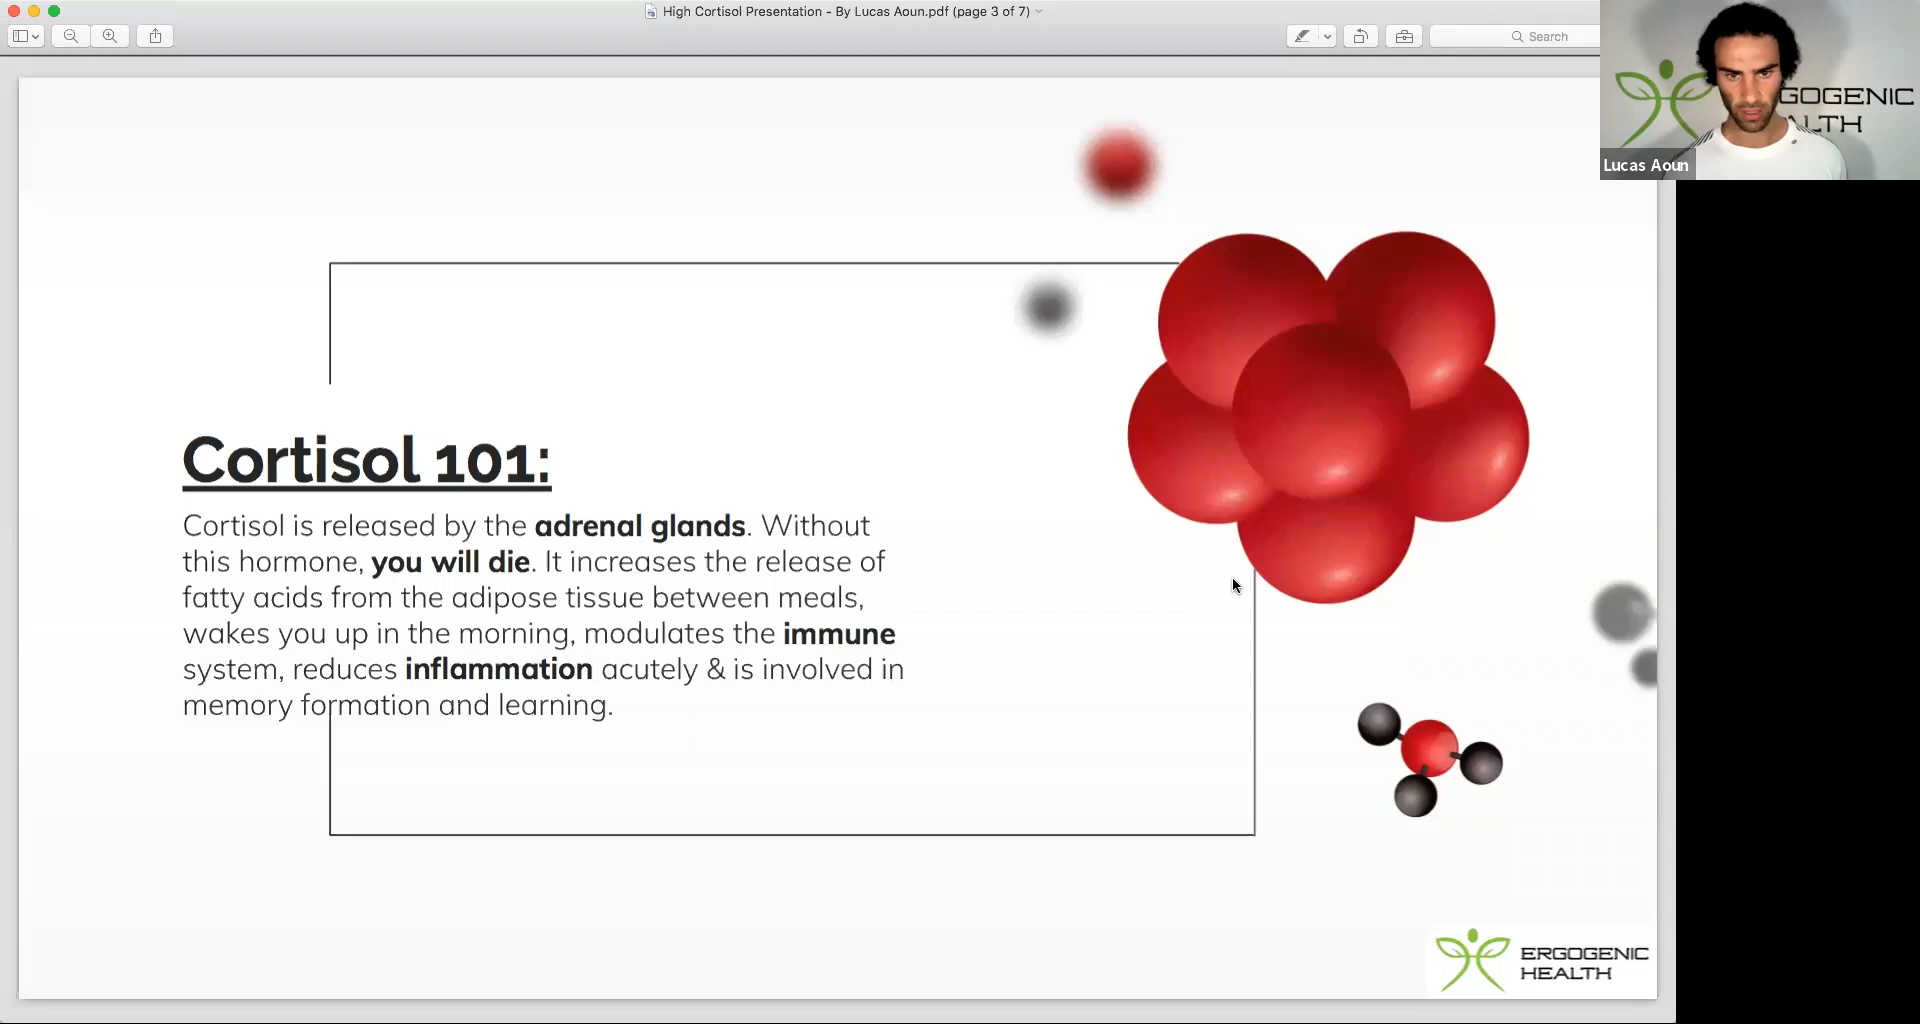 High Cortisol Presentation - By Lucas Aoun.pdf (page 3 of 7)
Search
GOGENIC
ALTH
Lucas Aoun
Cortisol 101:
Cortisol is released by the adrenal glands. Without
this hormone, you will die. It increases the release of
fatty acids from the adipose tissue between meals,
wakes you up in the morning, modulates the immune
system, reduces inflammation acutely & is involved in
memory formation and learning.
ERGOGENIC
HEALTH